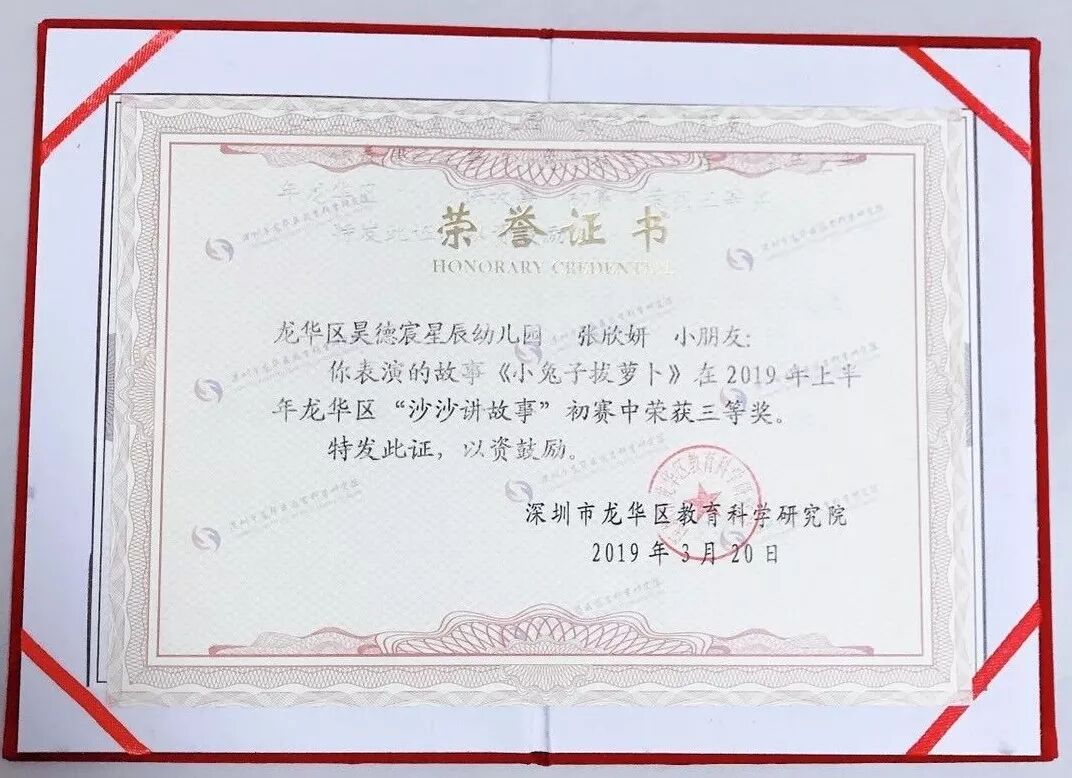 荣誉证书
HONORARY CREDENTIAL
龙华区昊德宸星辰幼儿园 张欣妍 小朋友:
你表演的故事《小兔子拔萝卜》在2019年上半
年龙华区“沙沙讲故事”初赛中荣获三等奖。
特发此证，以资鼓励。
深圳市龙华区教育科学研究院
2019年3月20日